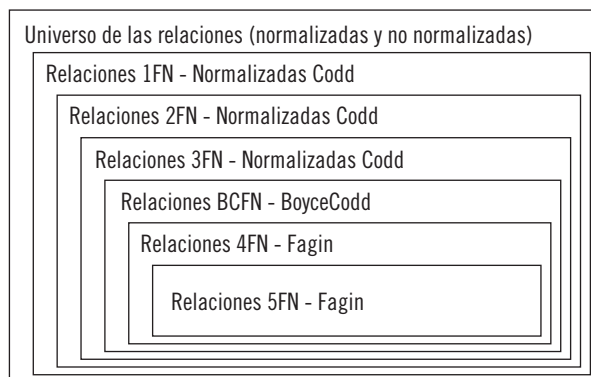 Universo de las relaciones (normalizadas y no normalizadas)
Relaciones 1FN - Normalizadas Codd
Relaciones 2FN - Normalizadas Codd
Relaciones 3FN - Normalizadas Codd
Relaciones BCFN - BoyceCodd
Relaciones 4FN - Fagin
Relaciones 5FN - Fagin